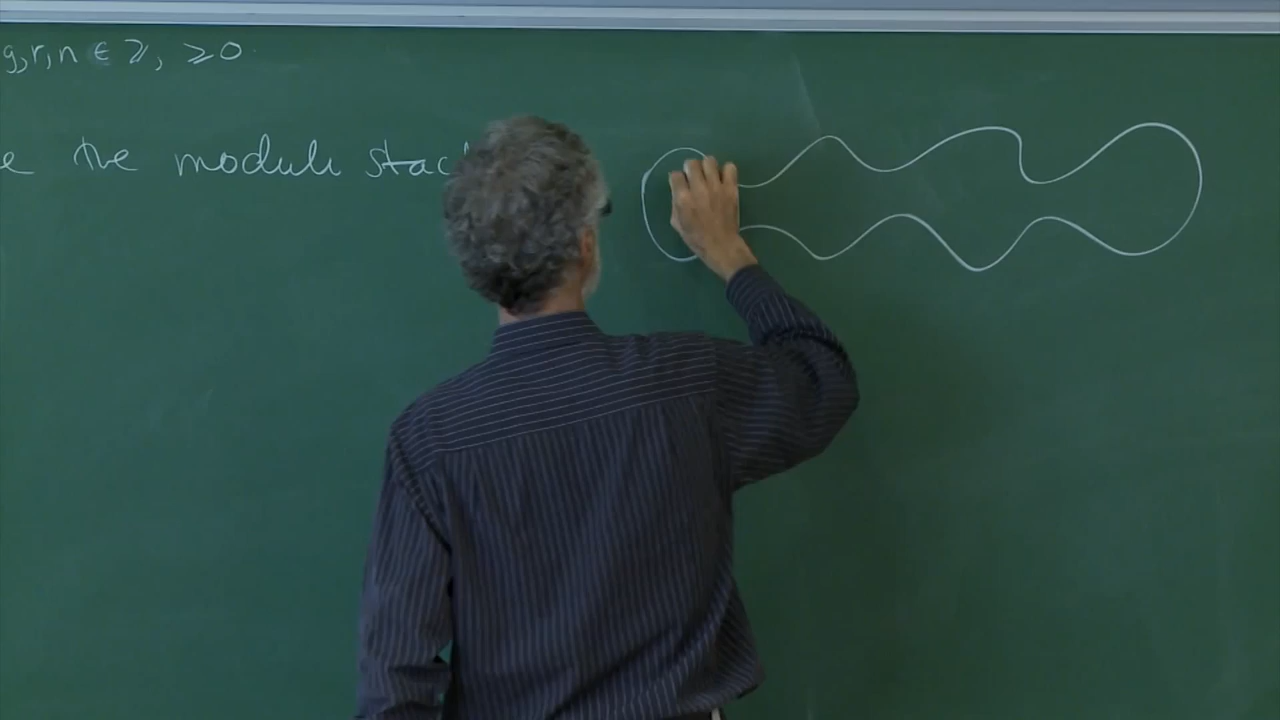 g,r,n ∈ ℤ, ≥0.
e the moduli stac